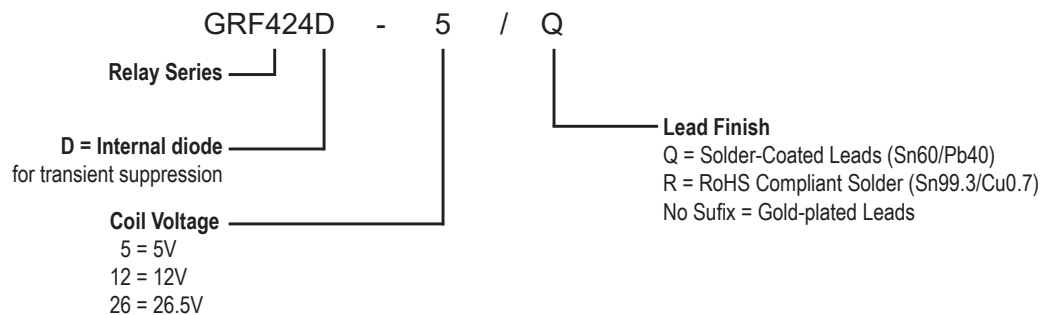 GRF424D - 5 / Q
Relay Series
D = Internal diode
for transient suppression
Coil Voltage
5 = 5V
12 = 12V
26 = 26.5V
Lead Finish
Q = Solder-Coated Leads (Sn60/Pb40)
R = RoHS Compliant Solder (Sn99.3/Cu0.7)
No Sufix = Gold-plated Leads